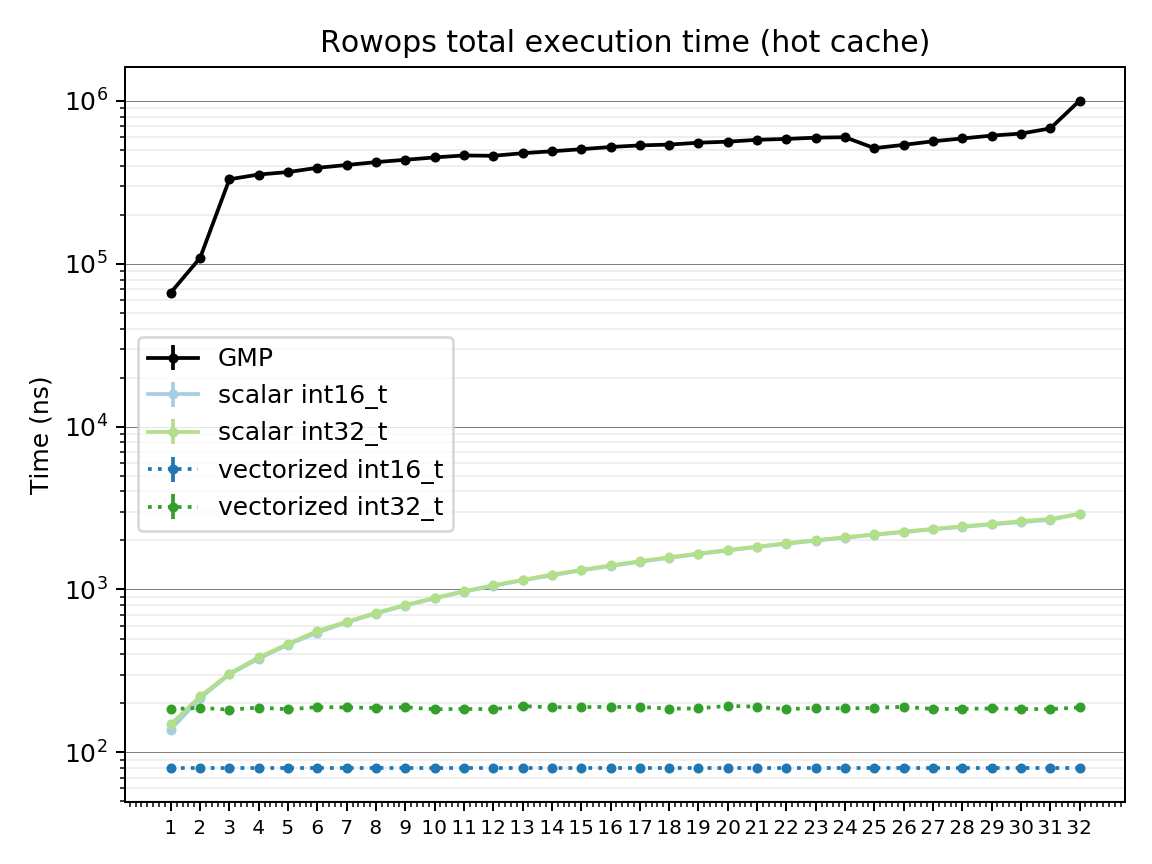 Rowops total execution time (hot cache)
Time (ns)
10^6
10^5
10^4
10^3
10^2
GMP
scalar int16_t
scalar int32_t
vectorized int16_t
vectorized int32_t
1 2 3 4 5 6 7 8 9 10 11 12 13 14 15 16 17 18 19 20 21 22 23 24 25 26 27 28 29 30 31 32